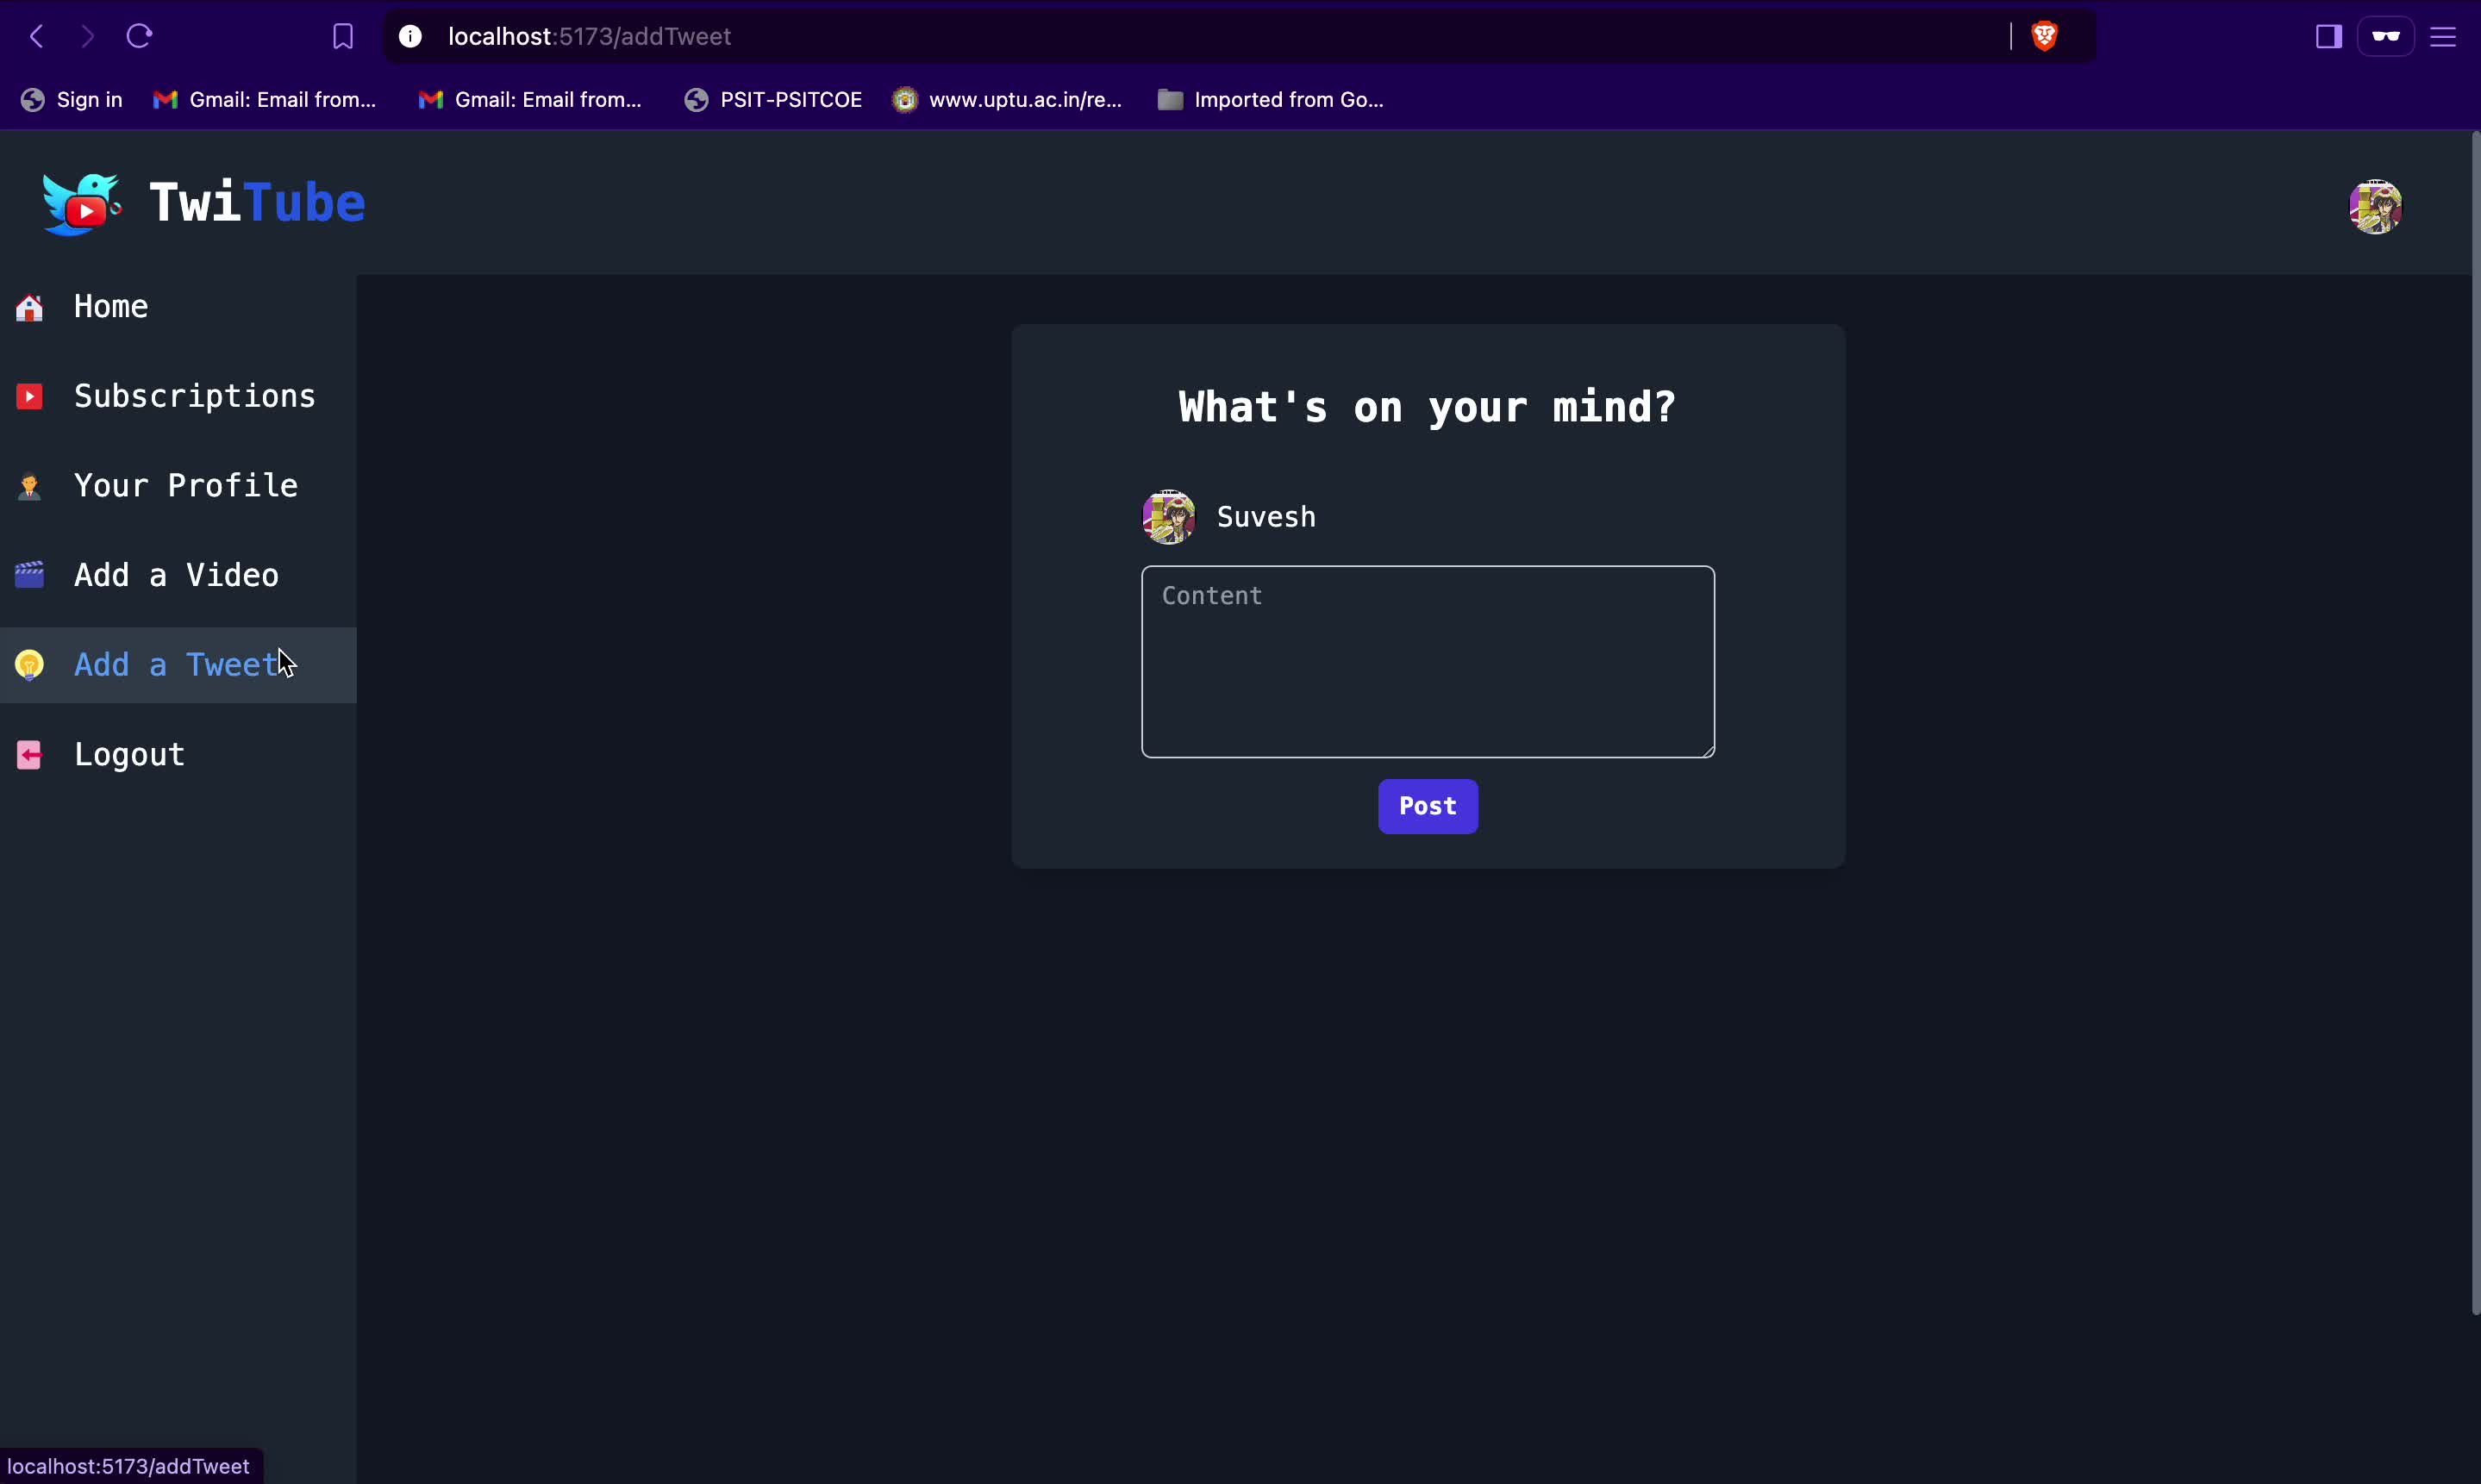 localhost:5173/addTweet
Sign in
Gmail: Email from...
Gmail: Email from...
PSIT-PSITCOE
www.uptu.ac.in/re...
Imported from Go...
TwiTube
Home
Subscriptions
Your Profile
Add a Video
Add a Tweet
Logout
What's on your mind?
Suvesh
Content
Post
localhost:5173/addTweet